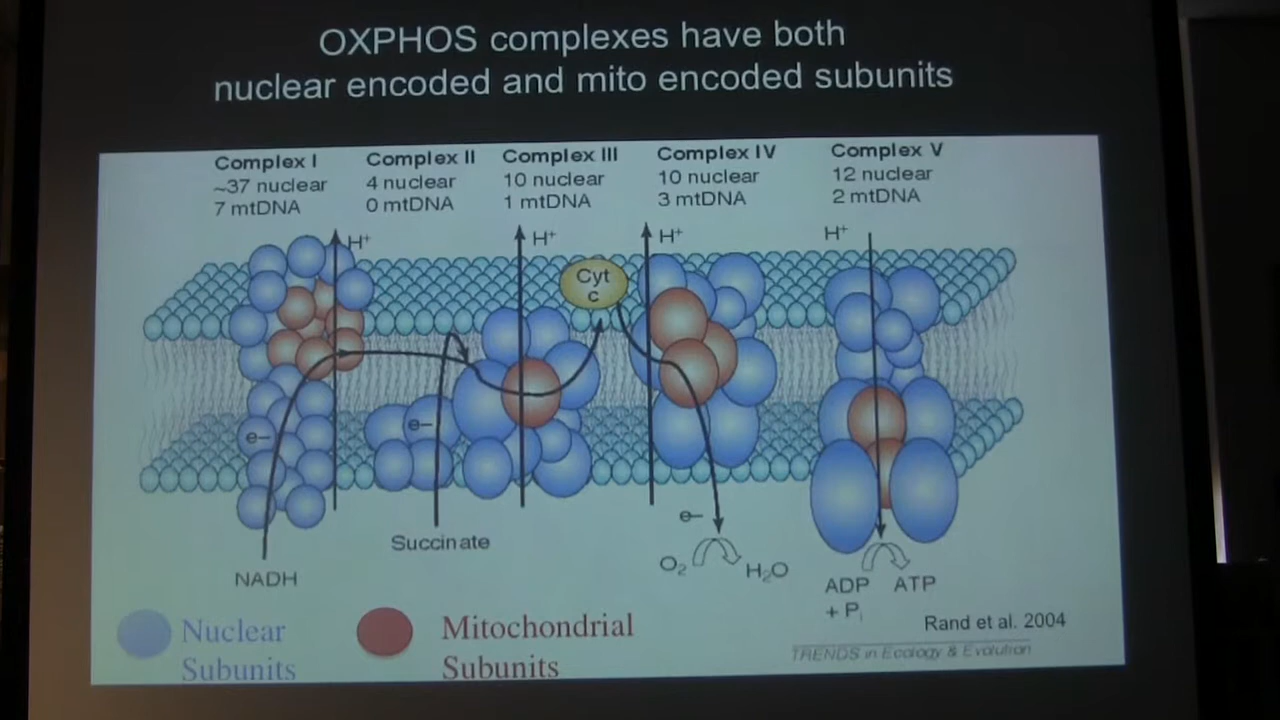 OXPHOS complexes have both
nuclear encoded and mito encoded subunits
Complex I
~37 nuclear
7 mtDNA
Complex II
4 nuclear
0 mtDNA
Complex III
10 nuclear
1 mtDNA
Complex IV
10 nuclear
3 mtDNA
Complex V
12 nuclear
2 mtDNA
H+
H+
H+
H+
Cyt
c
e–
e–
e–
Succinate
NADH
O2
H2O
ADP
+ Pi
ATP
Nuclear
Subunits
Mitochondrial
Subunits
Rand et al. 2004
TRENDS in Ecology & Evolution